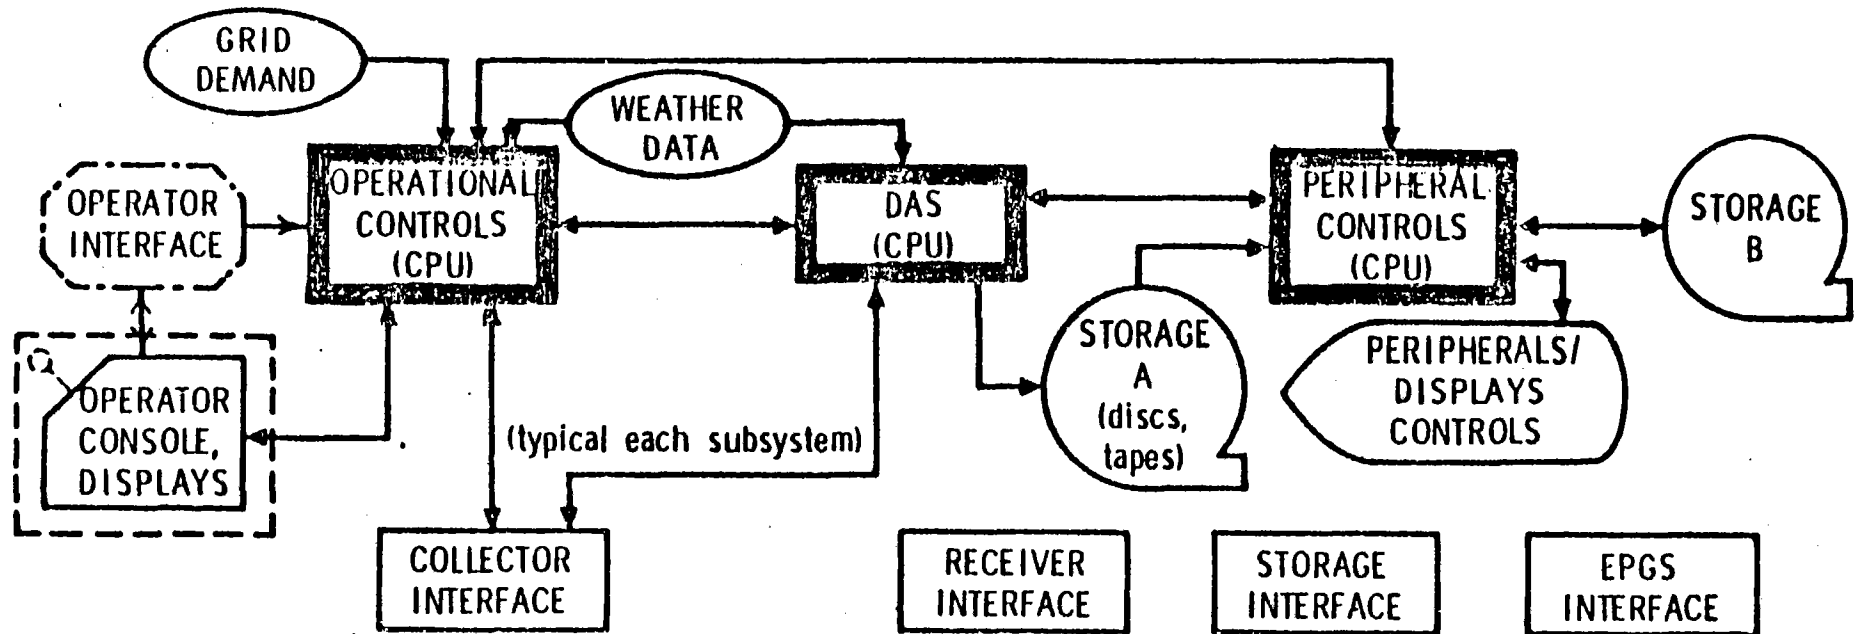 GRID
DEMAND
WEATHER
DATA
OPERATOR
INTERFACE
OPERATIONAL
CONTROLS
(CPU)
DAS
(CPU)
PERIPHERAL
CONTROLS
(CPU)
STORAGE
B
OPERATOR
CONSOLE,
DISPLAYS
(typical each subsystem)
STORAGE
A
(discs,
tapes)
PERIPHERALS/
DISPLAYS
CONTROLS
COLLECTOR
INTERFACE
RECEIVER
INTERFACE
STORAGE
INTERFACE
EPGS
INTERFACE